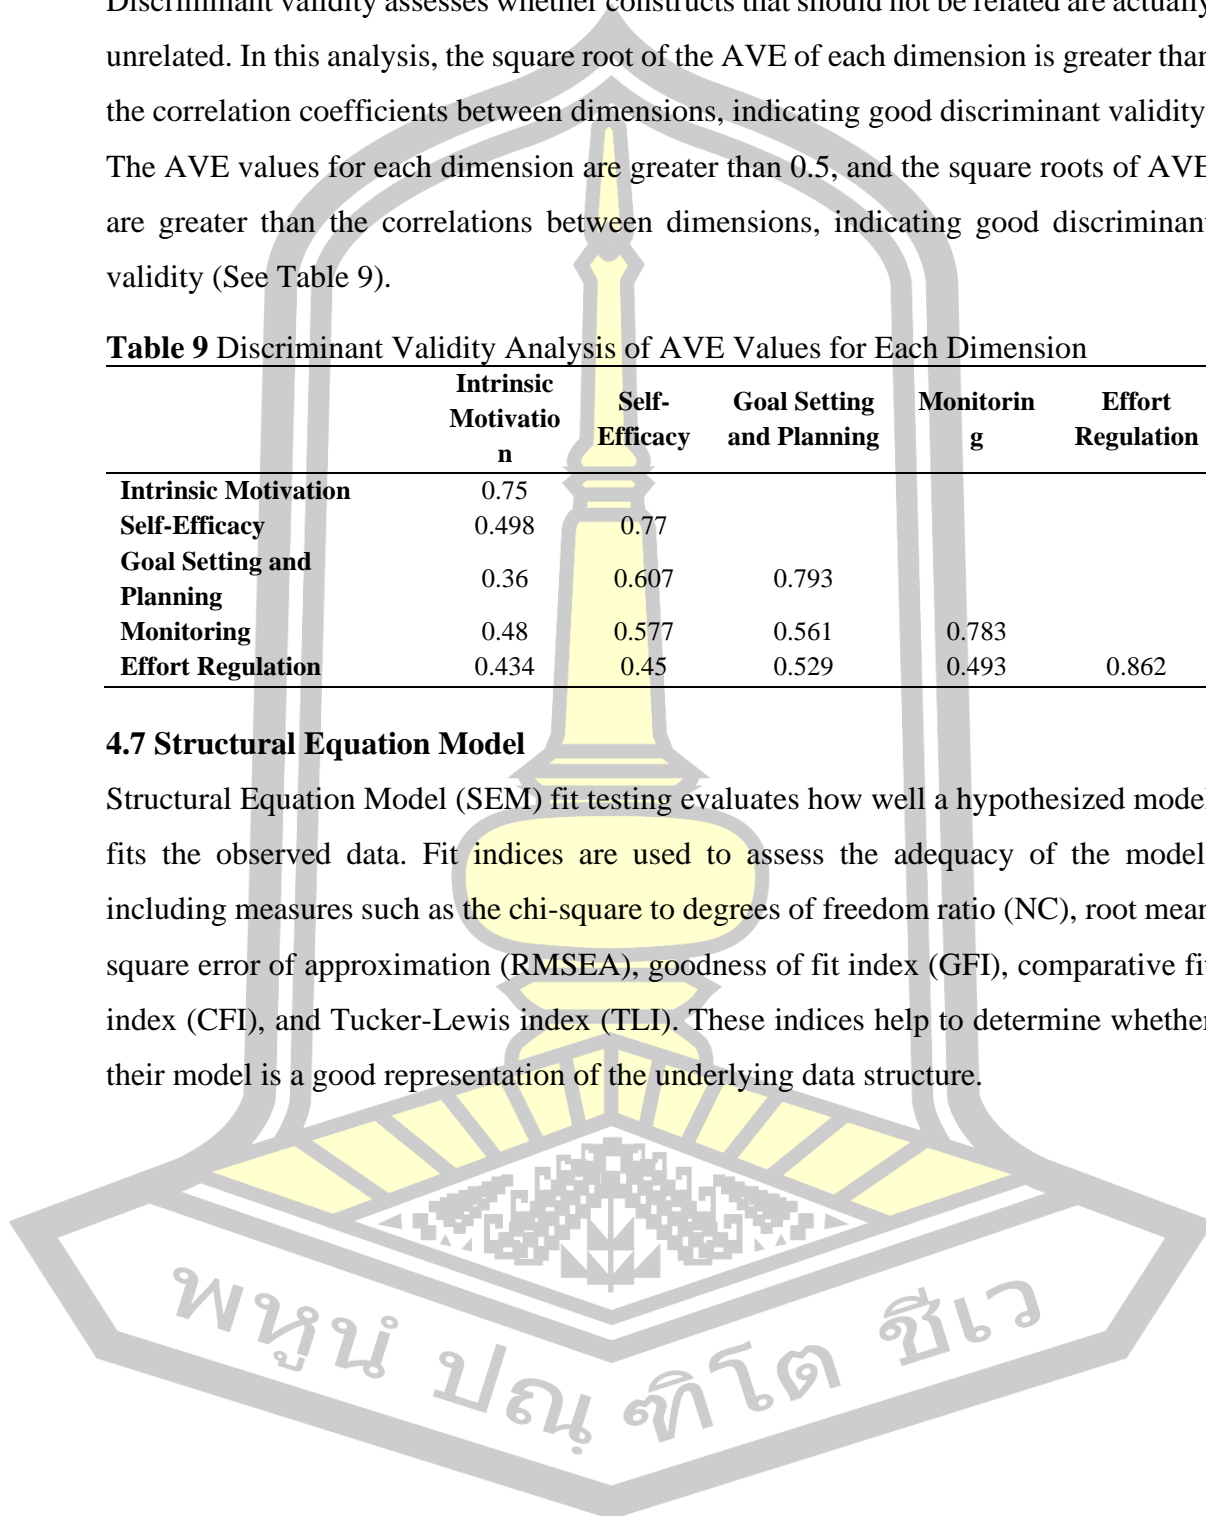 Discriminant validity assesses whether constructs that should not be related are actually
unrelated. In this analysis, the square root of the AVE of each dimension is greater than
the correlation coefficients between dimensions, indicating good discriminant validity
The AVE values for each dimension are greater than 0.5, and the square roots of AVE
are greater than the correlations between dimensions, indicating good discriminant
validity (See Table 9).
Table 9 Discriminant Validity Analysis of AVE Values for Each Dimension
Intrinsic Motivatio n Self- Efficacy Goal Setting and Planning Monitorin g Effort Regulation
Intrinsic Motivation 0.75
Self-Efficacy 0.498 0.77
Goal Setting and Planning 0.36 0.607 0.793
Monitoring 0.48 0.577 0.561 0.783
Effort Regulation 0.434 0.45 0.529 0.493 0.862
4.7 Structural Equation Model
Structural Equation Model (SEM) fit testing evaluates how well a hypothesized model
fits the observed data. Fit indices are used to assess the adequacy of the model
including measures such as the chi-square to degrees of freedom ratio (NC), root mean
square error of approximation (RMSEA), goodness of fit index (GFI), comparative fit
index (CFI), and Tucker-Lewis index (TLI). These indices help to determine whether
their model is a good representation of the underlying data structure.
พหูนํ ปณฺฑิโต ชีเว